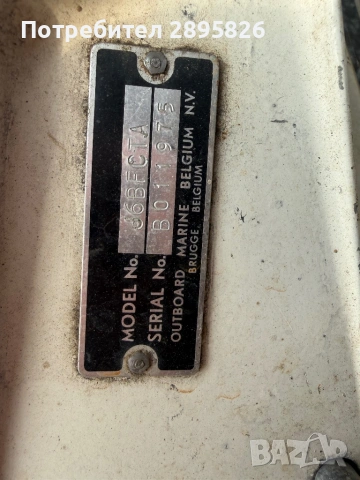 Потребител 2895826
MODEL No. J6BFCTA
SERIAL No. B011975
OUTBOARD MARINE BELGIUM N.V.
BRUGGE, BELGIUM
BAZAR